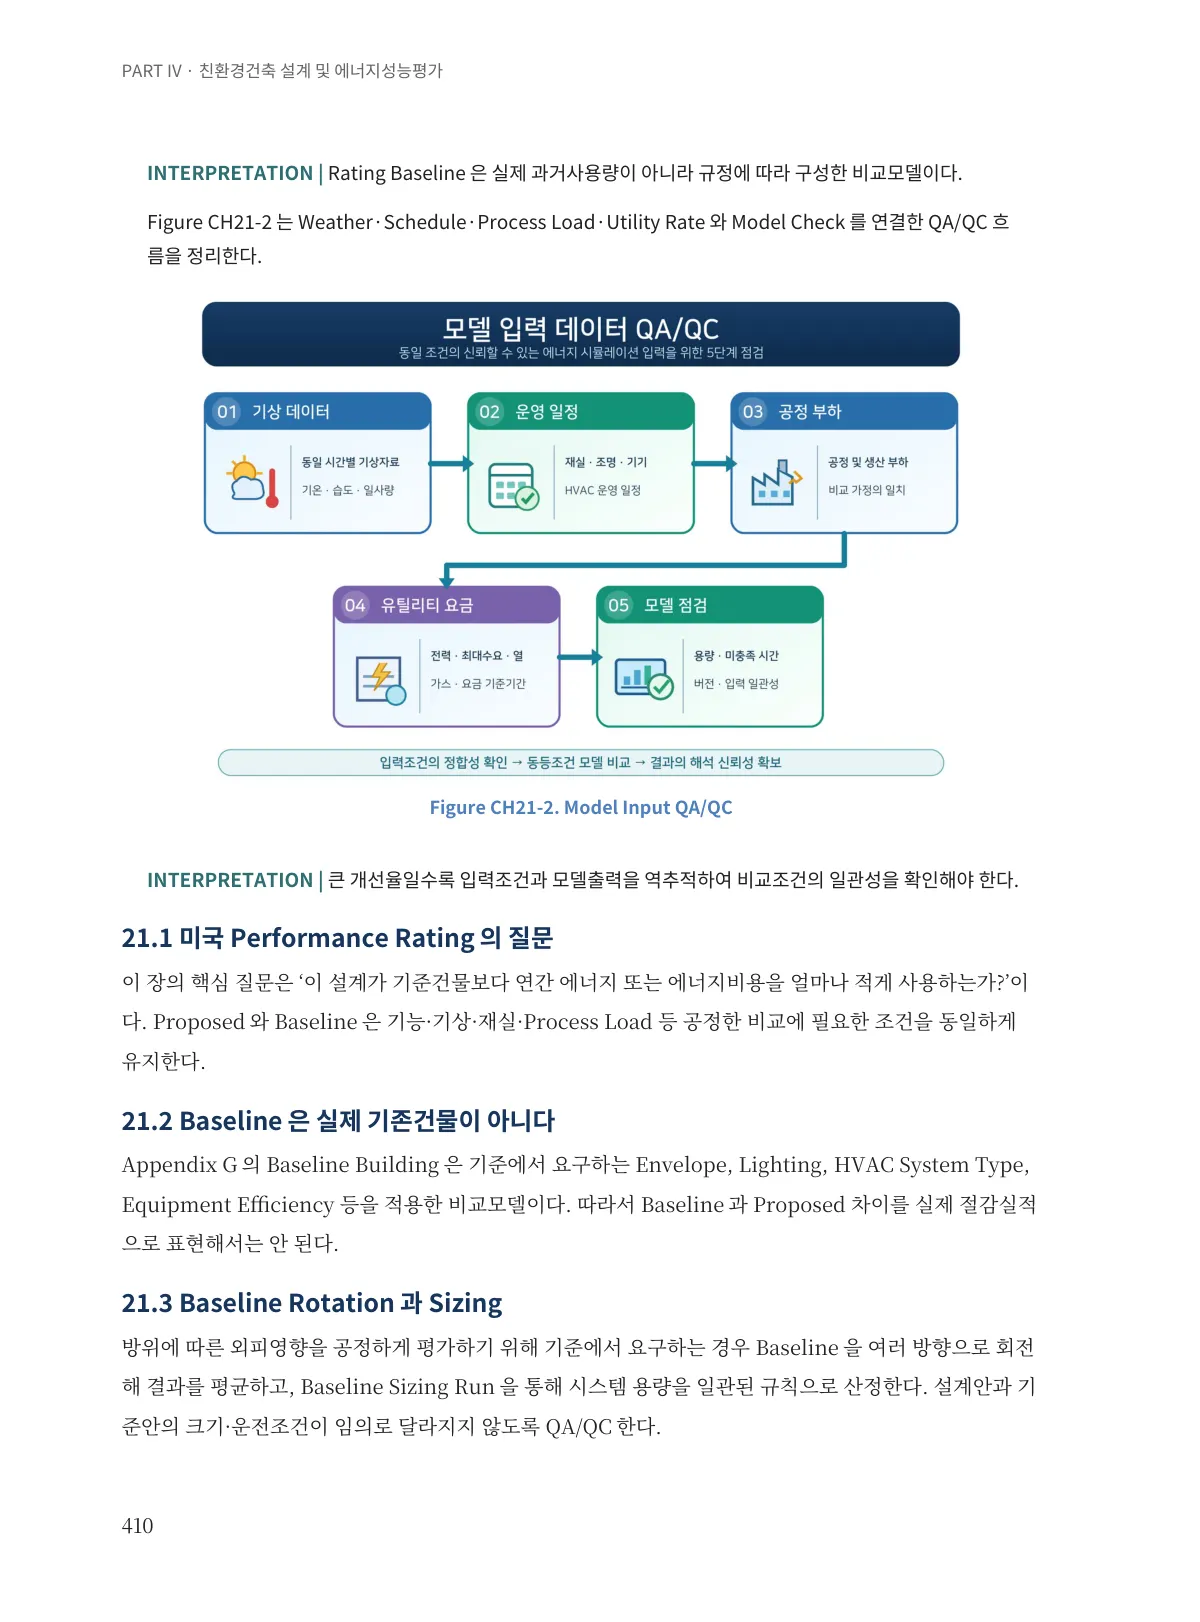 PART IV · 친환경건축 설계 및 에너지성능평가
INTERPRETATION | Rating Baseline 은 실제 과거사용량이 아니라 규정에 따라 구성한 비교모델이다.
Figure CH21-2 는 Weather·Schedule·Process Load·Utility Rate 와 Model Check 를 연결한 QA/QC 흐
름을 정리한다.
모델 입력 데이터 QA/QC
동일 조건의 신뢰할 수 있는 에너지 시뮬레이션 입력을 위한 5단계 점검
01 기상 데이터
동일 시간별 기상자료
기온 · 습도 · 일사량
02 운영 일정
재실 · 조명 · 기기
HVAC 운영 일정
03 공정 부하
공정 및 생산 부하
비교 가정의 일치
04 유틸리티 요금
전력 · 최대수요 · 열
가스 · 요금 기준기간
05 모델 점검
용량 · 미충족 시간
버전 · 입력 일관성
입력조건의 정합성 확인 → 동등조건 모델 비교 → 결과의 해석 신뢰성 확보
Figure CH21-2. Model Input QA/QC
INTERPRETATION | 큰 개선율일수록 입력조건과 모델출력을 역추적하여 비교조건의 일관성을 확인해야 한다.
21.1 미국 Performance Rating 의 질문
이 장의 핵심 질문은 ‘이 설계가 기준건물보다 연간 에너지 또는 에너지비용을 얼마나 적게 사용하는가?’이
다. Proposed 와 Baseline 은 기능·기상·재실·Process Load 등 공정한 비교에 필요한 조건을 동일하게
유지한다.
21.2 Baseline 은 실제 기존건물이 아니다
Appendix G 의 Baseline Building 은 기준에서 요구하는 Envelope, Lighting, HVAC System Type,
Equipment Efficiency 등을 적용한 비교모델이다. 따라서 Baseline 과 Proposed 차이를 실제 절감실적
으로 표현해서는 안 된다.
21.3 Baseline Rotation 과 Sizing
방위에 따른 외피영향을 공정하게 평가하기 위해 기준에서 요구하는 경우 Baseline 을 여러 방향으로 회전
해 결과를 평균하고, Baseline Sizing Run 을 통해 시스템 용량을 일관된 규칙으로 산정한다. 설계안과 기
준안의 크기·운전조건이 임의로 달라지지 않도록 QA/QC 한다.
410